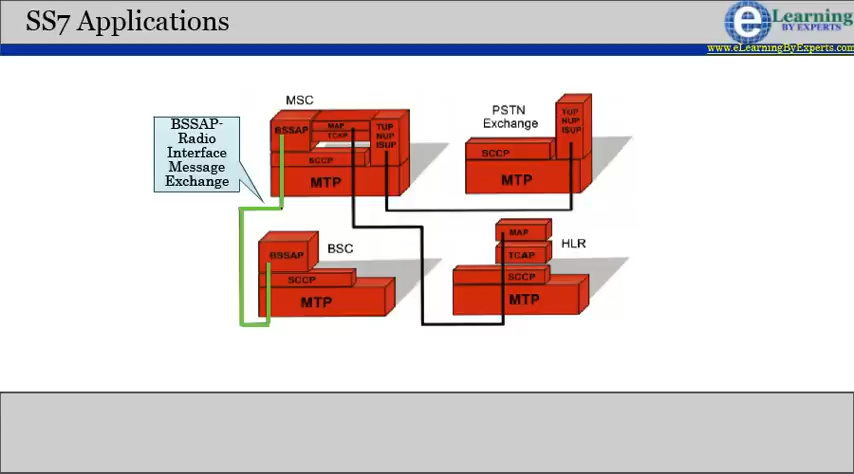 SS7 Applications
eLearning
BY EXPERTS
www.eLearningByExperts.com
BSSAP-
Radio
Interface
Message
Exchange
MSC
BSSAP
MAP
TCAP
TUP
NUP
ISUP
SCCP
MTP
PSTN
Exchange
TUP
NUP
ISUP
SCCP
MTP
BSC
BSSAP
SCCP
MTP
HLR
MAP
TCAP
SCCP
MTP